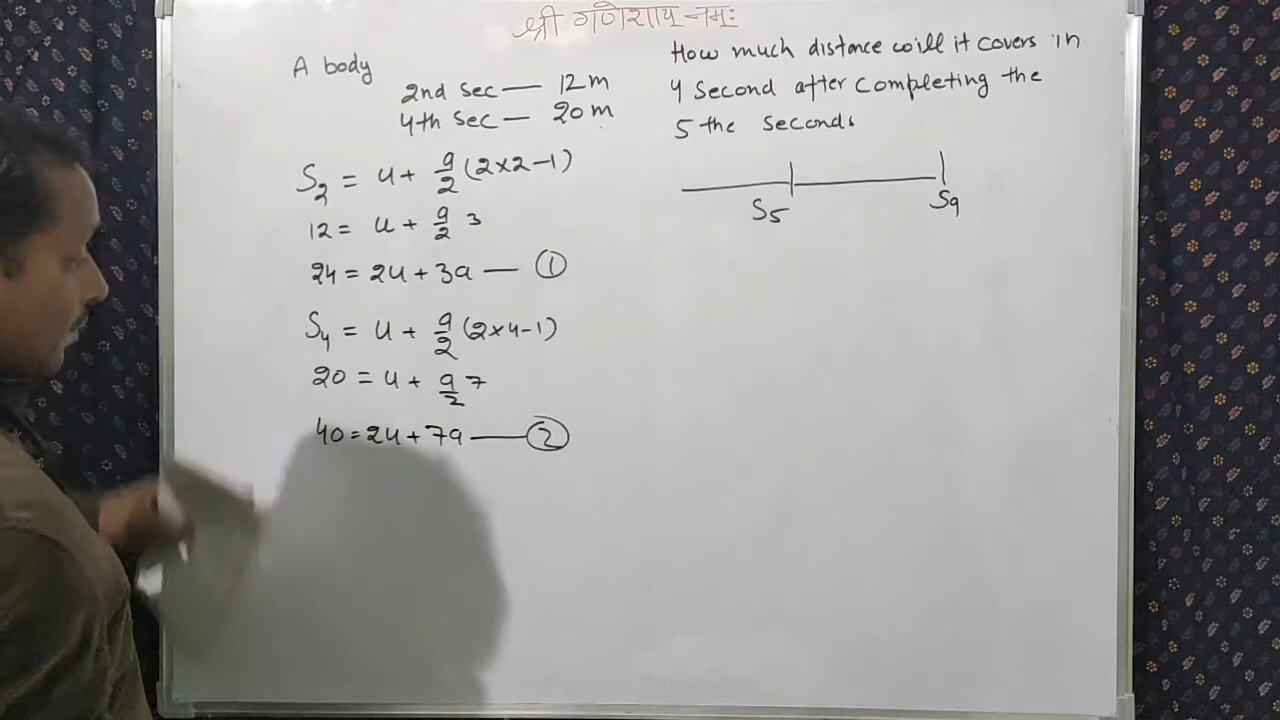 श्री गणेशाय नमः
A body
2nd sec — 12m
4th sec — 20m
S₂ = u + a/2 (2×2-1)
12 = u + a/2 3
24 = 2u + 3a — ①
S₄ = u + a/2 (2×4-1)
20 = u + a/2 7
40 = 2u + 7a — ②
How much distance will it covers in
4 second after completing the
5 the seconds
S₅
S₉